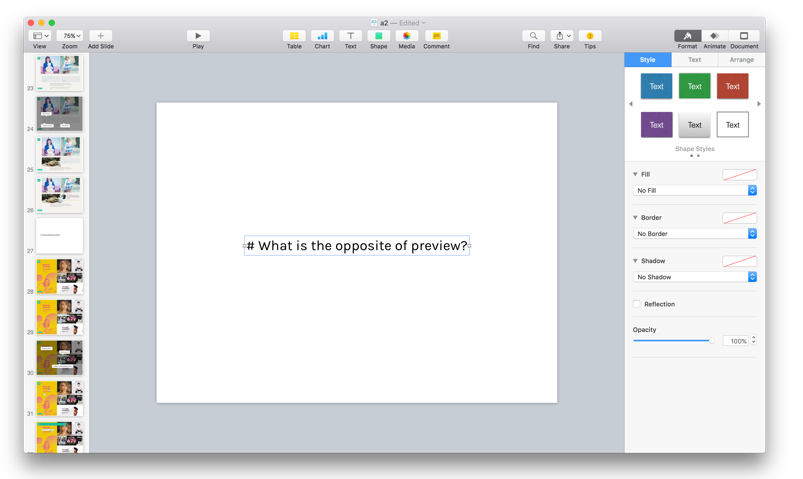 a2 — Edited
75%
View
Zoom
Add Slide
Play
Table
Chart
Text
Shape
Media
Comment
Find
Share
Tips
Format
Animate
Document
23
24
25
26
27
28
29
30
31
# What is the opposite of preview?
Style
Text
Arrange
Text
Text
Text
Text
Text
Text
Shape Styles
Fill
No Fill
Border
No Border
Shadow
No Shadow
Reflection
Opacity
100%